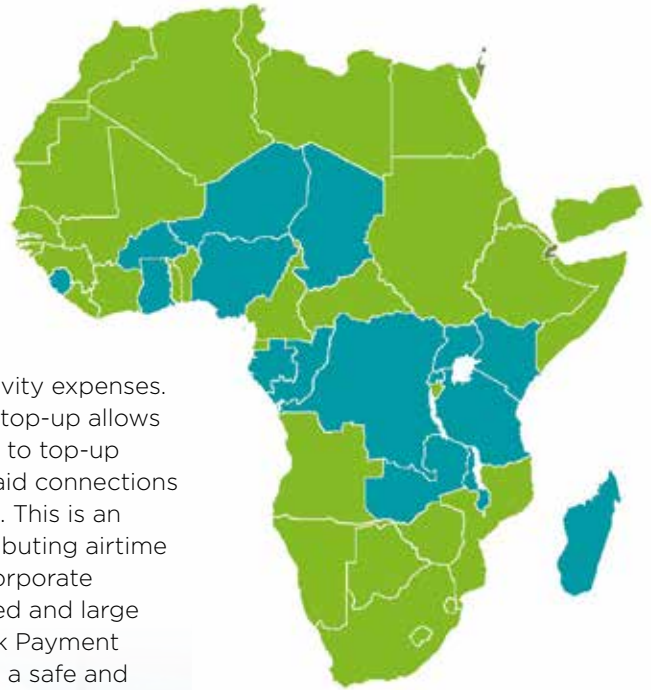 vity expenses.
top-up allows
to top-up
aid connections
. This is an
buting airtime
orporate
ed and large
k Payment
a safe and